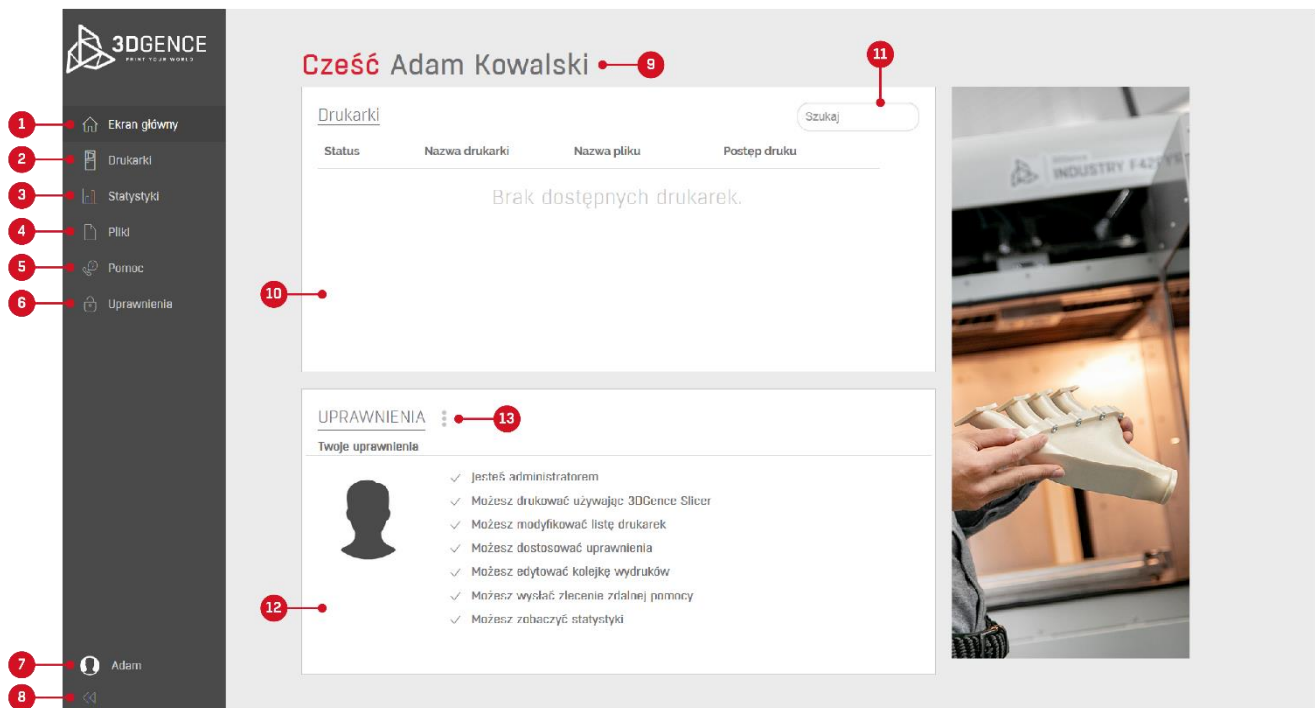 3DGENCE
PRINT YOUR WORLD
1 Ekran główny
2 Drukarki
3 Statystyki
4 Pliki
5 Pomoc
6 Uprawnienia
7 Adam
8
Cześć Adam Kowalski 9
11
Drukarki
Szukaj
Status Nazwa drukarki Nazwa pliku Postęp druku
Brak dostępnych drukarek.
10
UPRAWNIENIA 13
Twoje uprawnienia
Jesteś administratorem
Możesz drukować używając 3DGence Slicer
Możesz modyfikować listę drukarek
Możesz dostosować uprawnienia
Możesz edytować kolejkę wydruków
Możesz wysłać zlecenie zdalnej pomocy
Możesz zobaczyć statystyki
12
3DGence
INDUSTRY